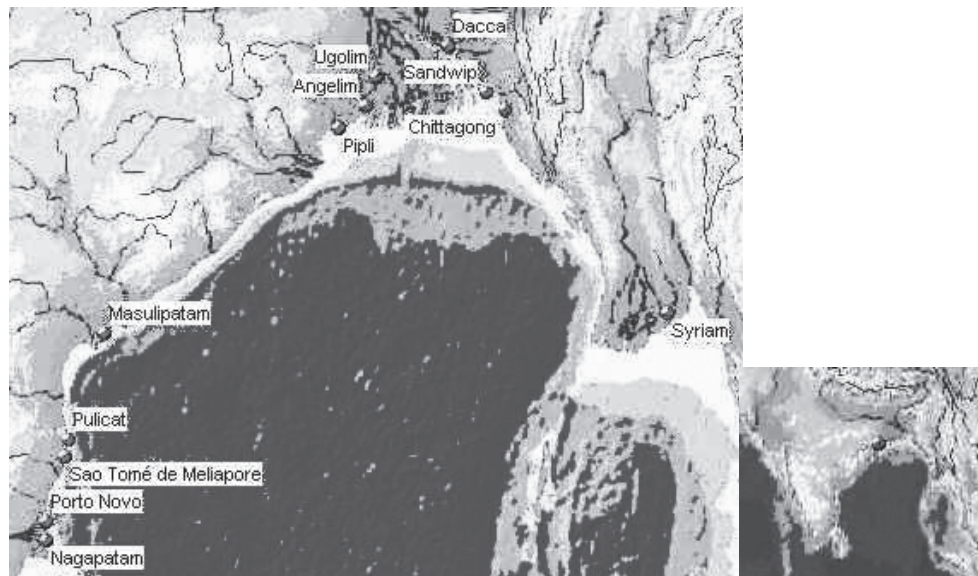 Dacca
Ugolim
Sandwip
Angelim
Chittagong
Pipli
Masulipatam
Syriam
Pulicat
Sao Tomé de Meliapore
Porto Novo
Nagapatam